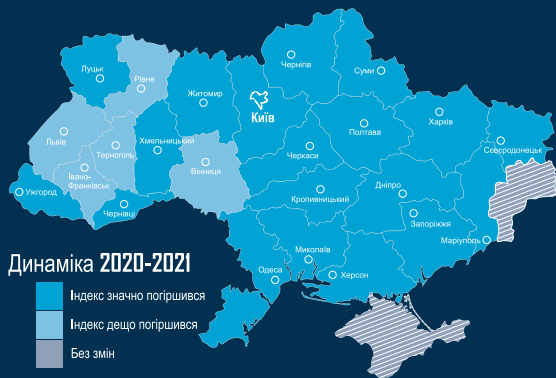 Луцьк
Рівне
Житомир
Чернігів
Суми
Київ
Львів
Тернопіль
Хмельницький
Полтава
Харків
Сєвєродонецьк
Івано-
Франківськ
Вінниця
Черкаси
Ужгород
Чернівці
Кропивницький
Дніпро
Запоріжжя
Маріуполь
Миколаїв
Одеса
Херсон
Динаміка 2020-2021
Індекс значно погіршився
Індекс дещо погіршився
Без змін